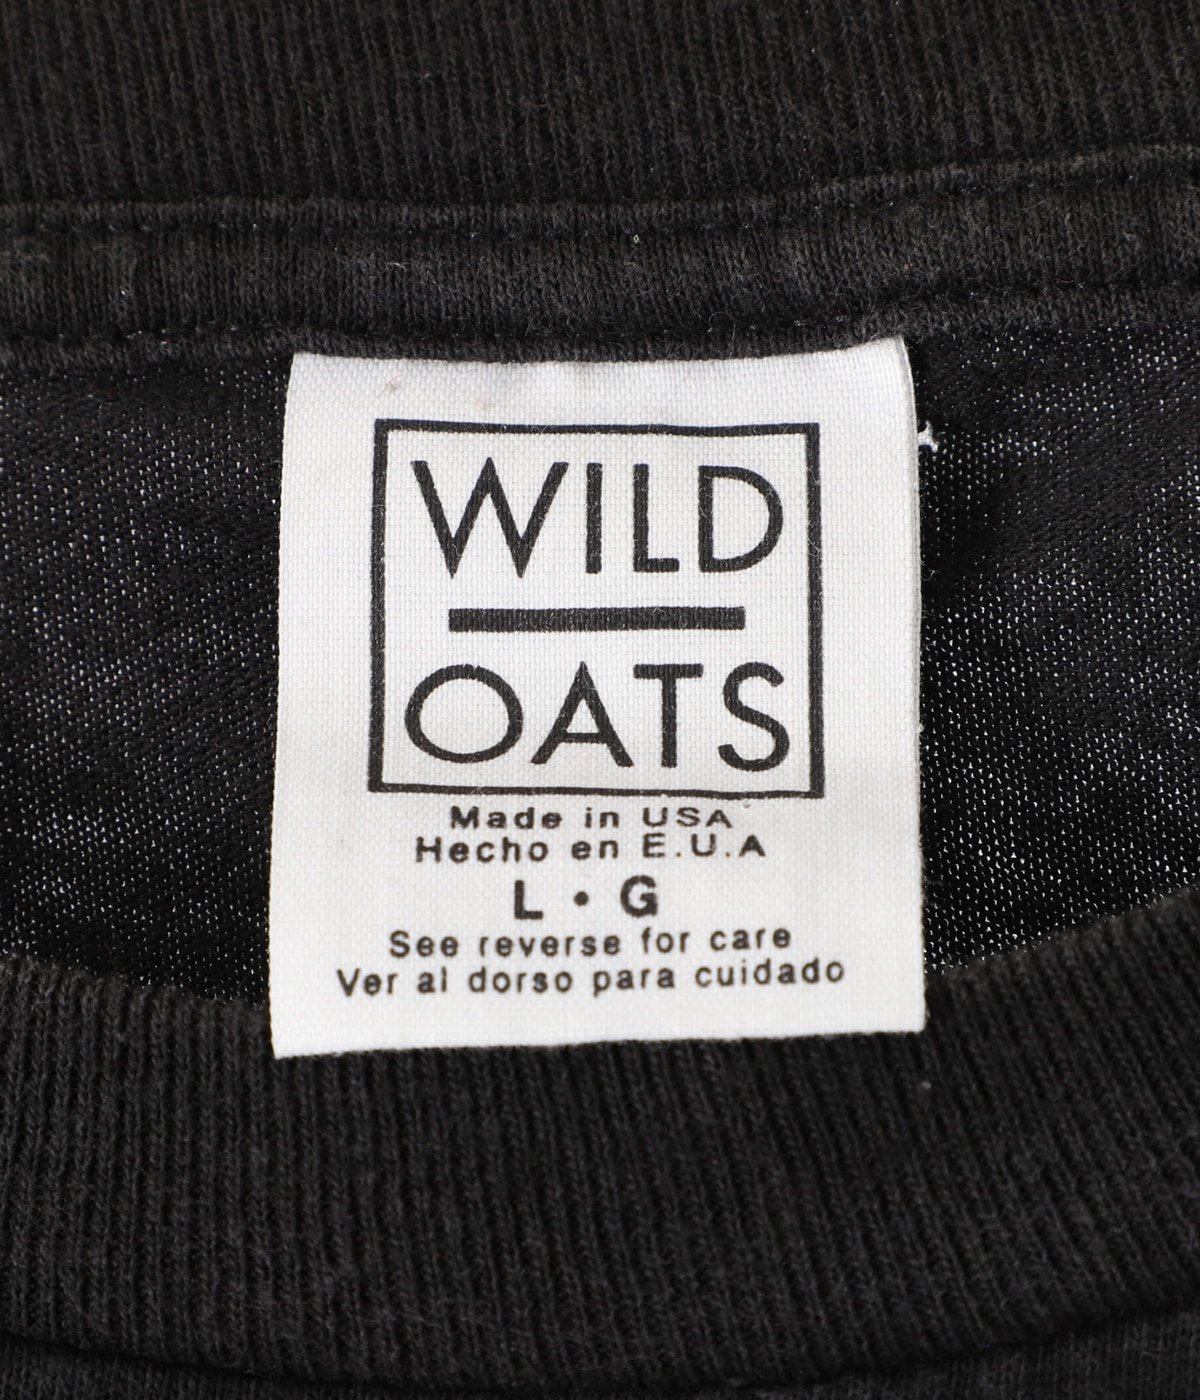 WILD
OATS
Made in USA
Hecho en E.U.A
L • G
See reverse for care
Ver al dorso para cuidado